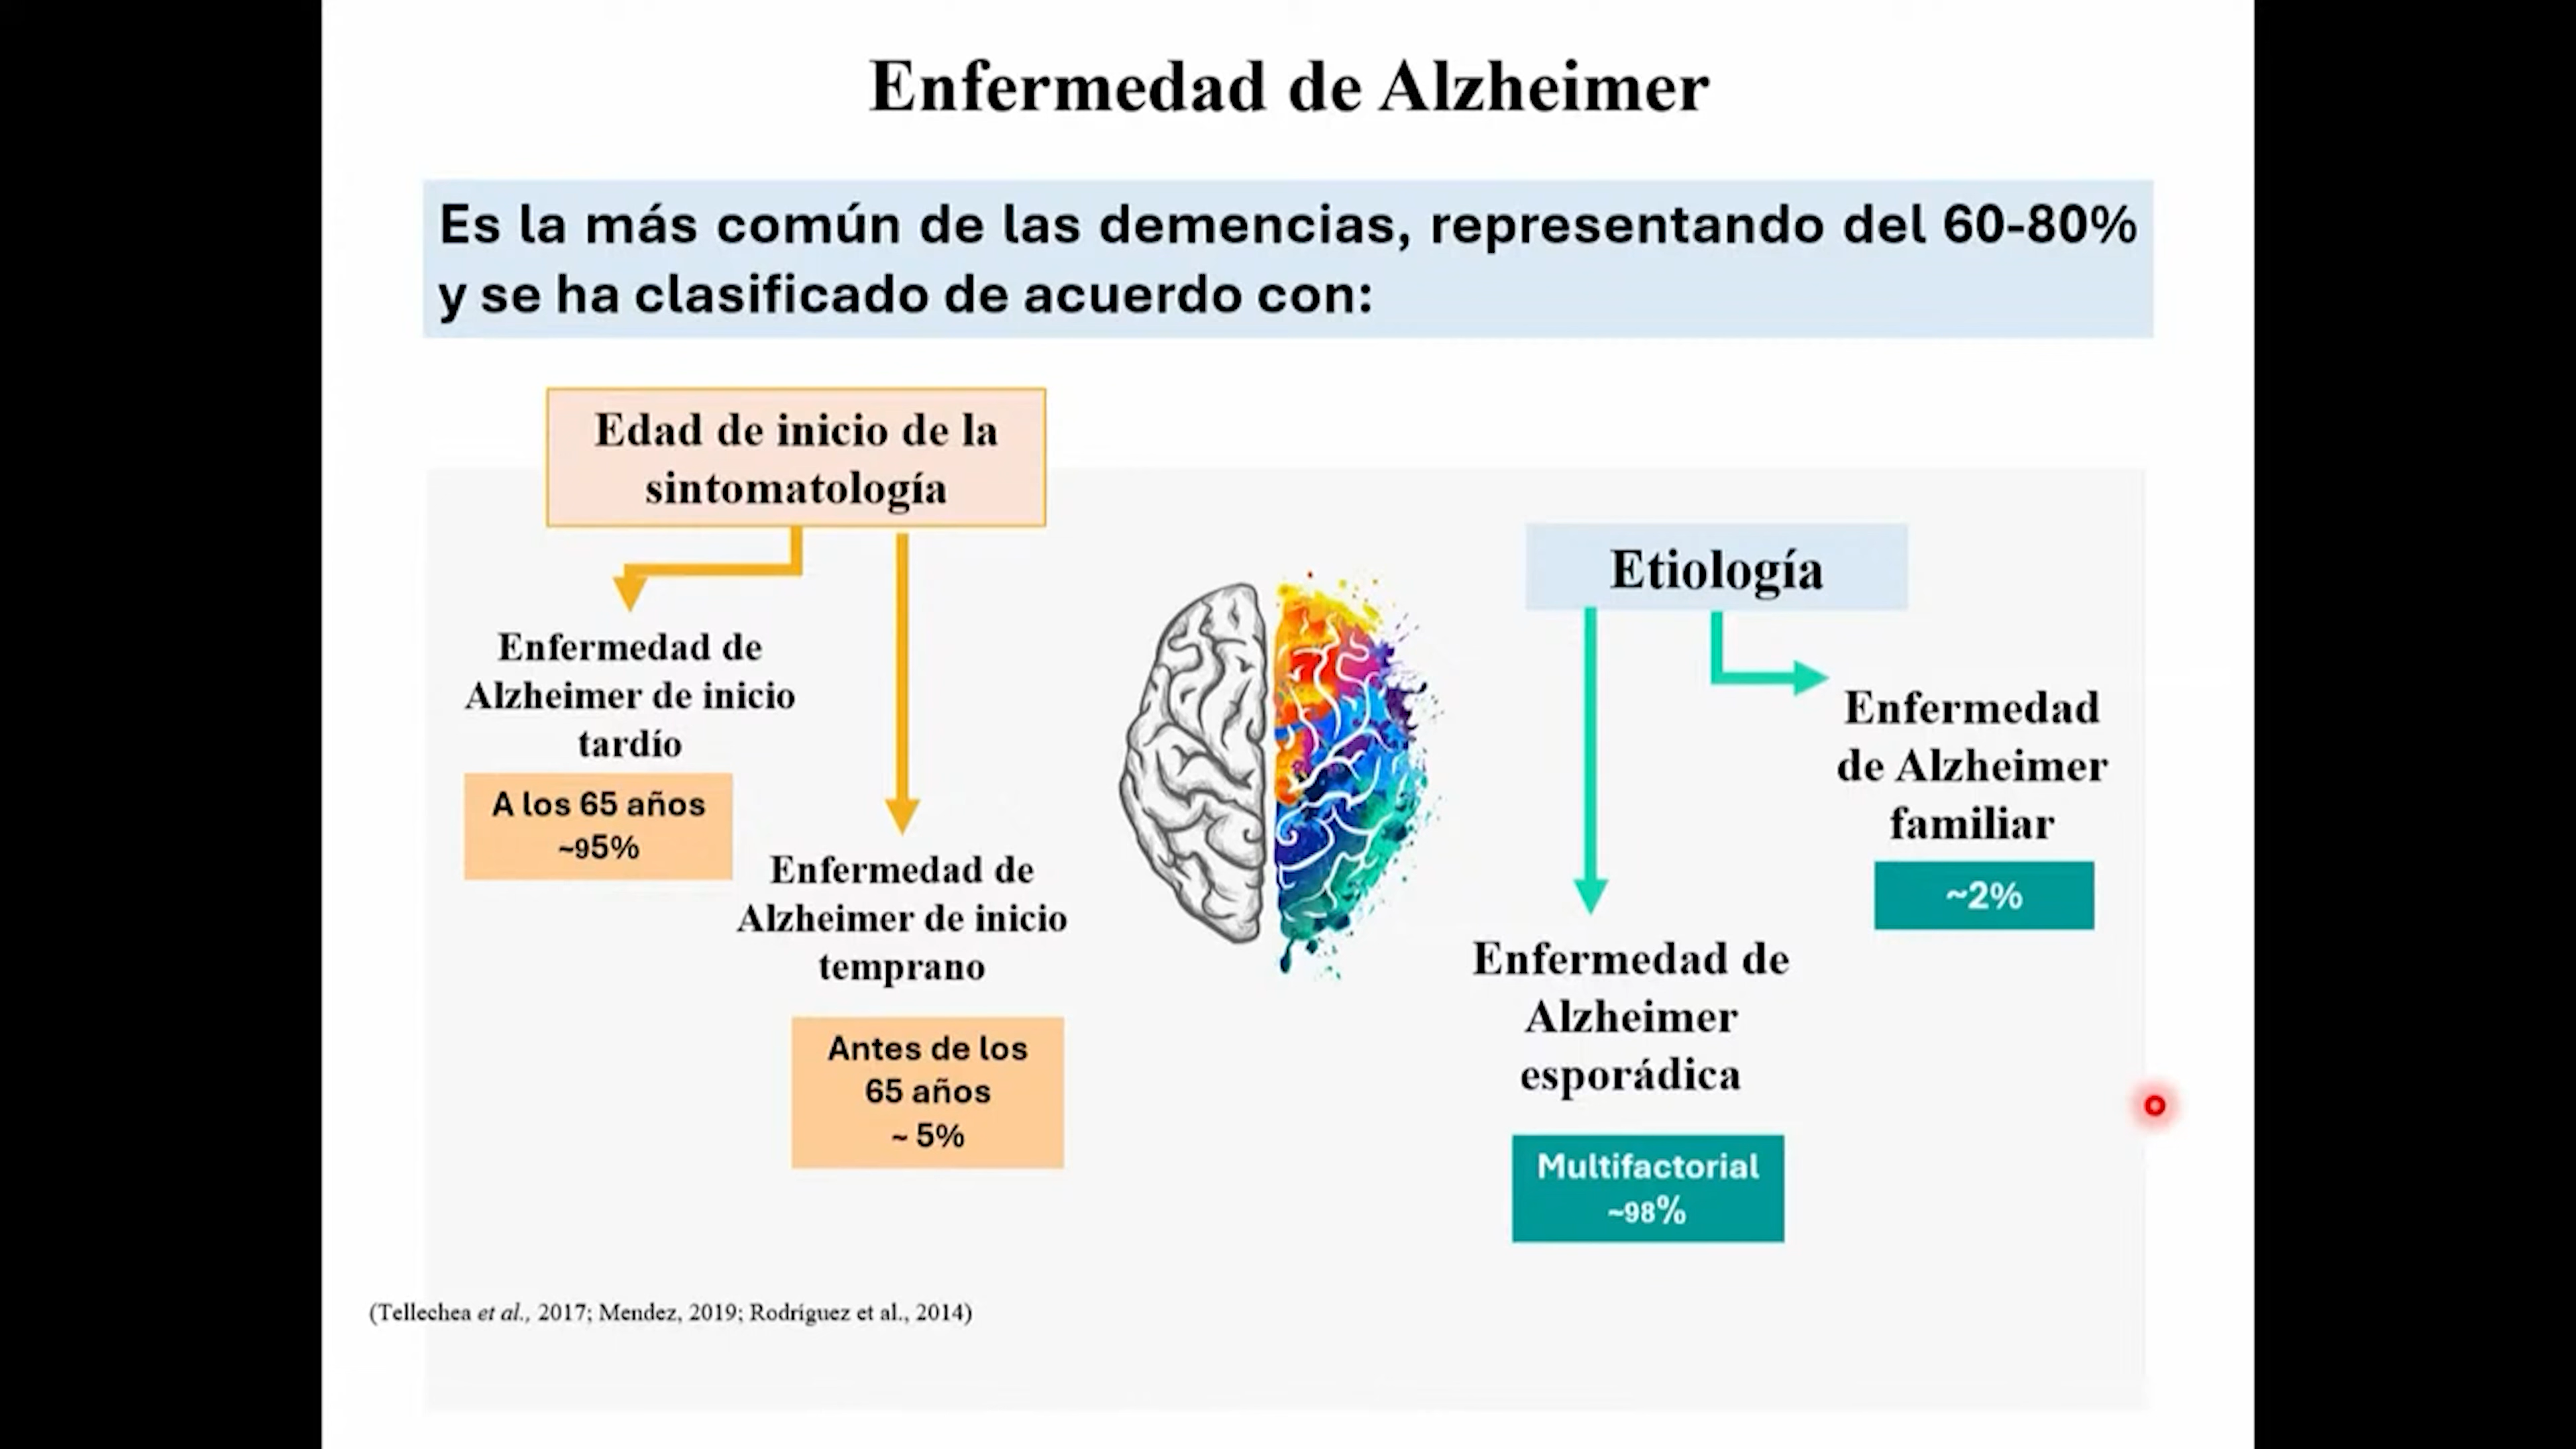 Enfermedad de Alzheimer
Es la más común de las demencias, representando del 60-80%
y se ha clasificado de acuerdo con:
Edad de inicio de la
sintomatología
Enfermedad de
Alzheimer de inicio
tardío
A los 65 años
~95%
Enfermedad de
Alzheimer de inicio
temprano
Antes de los
65 años
~ 5%
Etiología
Enfermedad
de Alzheimer
familiar
~2%
Enfermedad de
Alzheimer
esporádica
Multifactorial
~98%
(Tellechea et al., 2017; Mendez, 2019; Rodríguez et al., 2014)